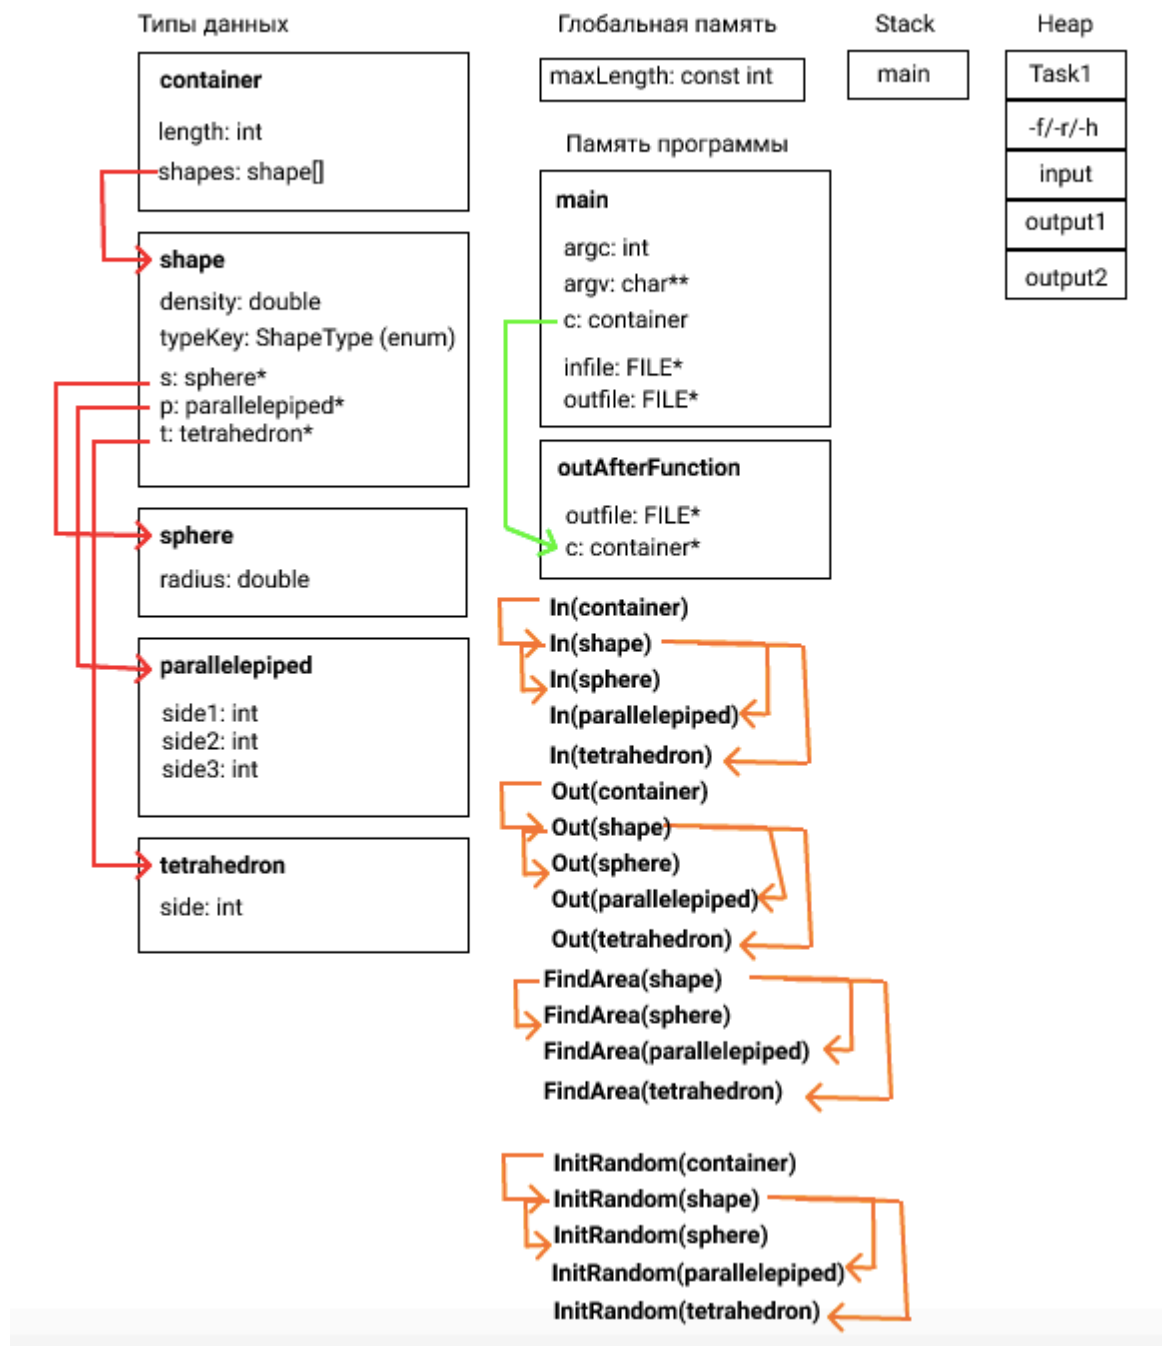 Типы данных
container
length: int
shapes: shape[]
shape
density: double
typeKey: ShapeType (enum)
s: sphere*
p: parallelepiped*
t: tetrahedron*
sphere
radius: double
parallelepiped
side1: int
side2: int
side3: int
tetrahedron
side: int
Глобальная память
maxLength: const int
Память программы
main
argc: int
argv: char**
c: container
infile: FILE*
outfile: FILE*
outAfterFunction
outfile: FILE*
c: container*
In(container)
In(shape)
In(sphere)
In(parallelepiped)
In(tetrahedron)
Out(container)
Out(shape)
Out(sphere)
Out(parallelepiped)
Out(tetrahedron)
FindArea(shape)
FindArea(sphere)
FindArea(parallelepiped)
FindArea(tetrahedron)
InitRandom(container)
InitRandom(shape)
InitRandom(sphere)
InitRandom(parallelepiped)
InitRandom(tetrahedron)
Stack
main
Heap
Task1
-f/-r/-h
input
output1
output2